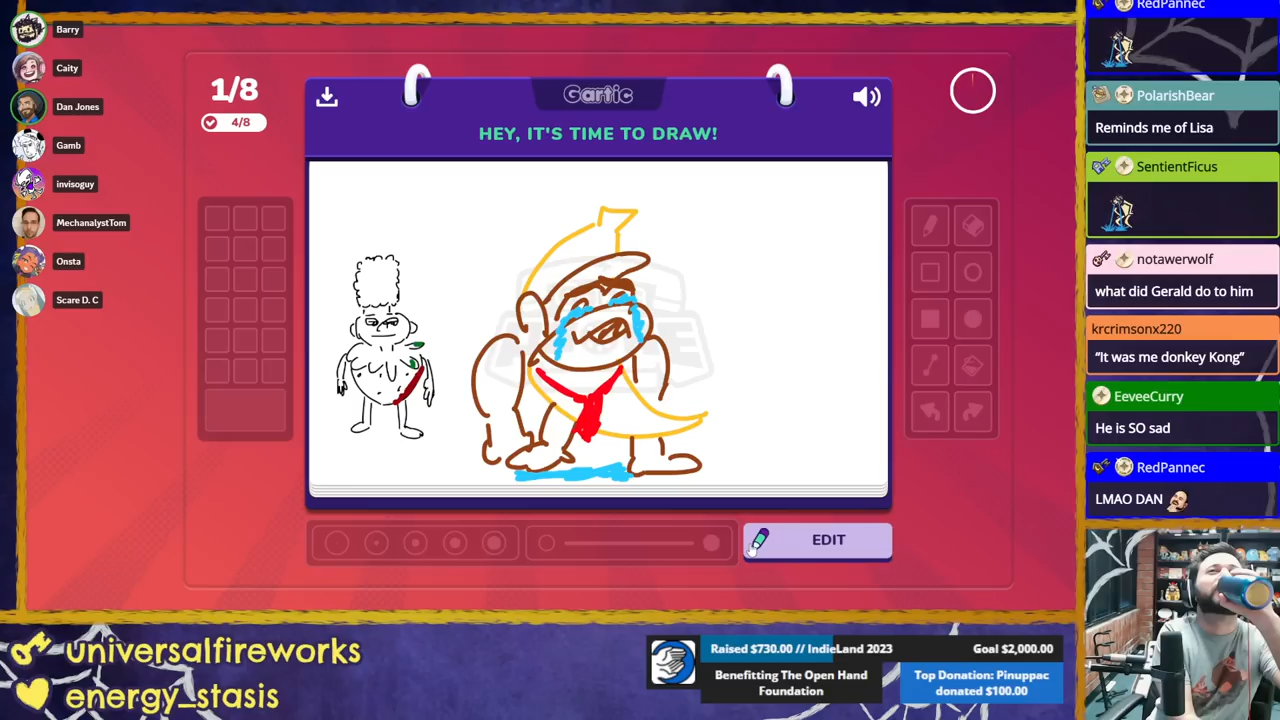 Barry
Caity
Dan Jones
Gamb
invisoguy
MechanalystTom
Onsta
Scare D. C
1/8
4/8
Gartic
HEY, IT'S TIME TO DRAW!
EDIT
RedPannec
PolarishBear
Reminds me of Lisa
SentientFicus
notawerwolf
what did Gerald do to him
krcrimsonx220
“It was me donkey Kong”
EeveeCurry
He is SO sad
RedPannec
LMAO DAN
universalfireworks
energy_stasis
Raised $730.00 // IndieLand 2023 Goal $2,000.00
Benefitting The Open Hand
Foundation
Top Donation: Pinuppac
donated $100.00